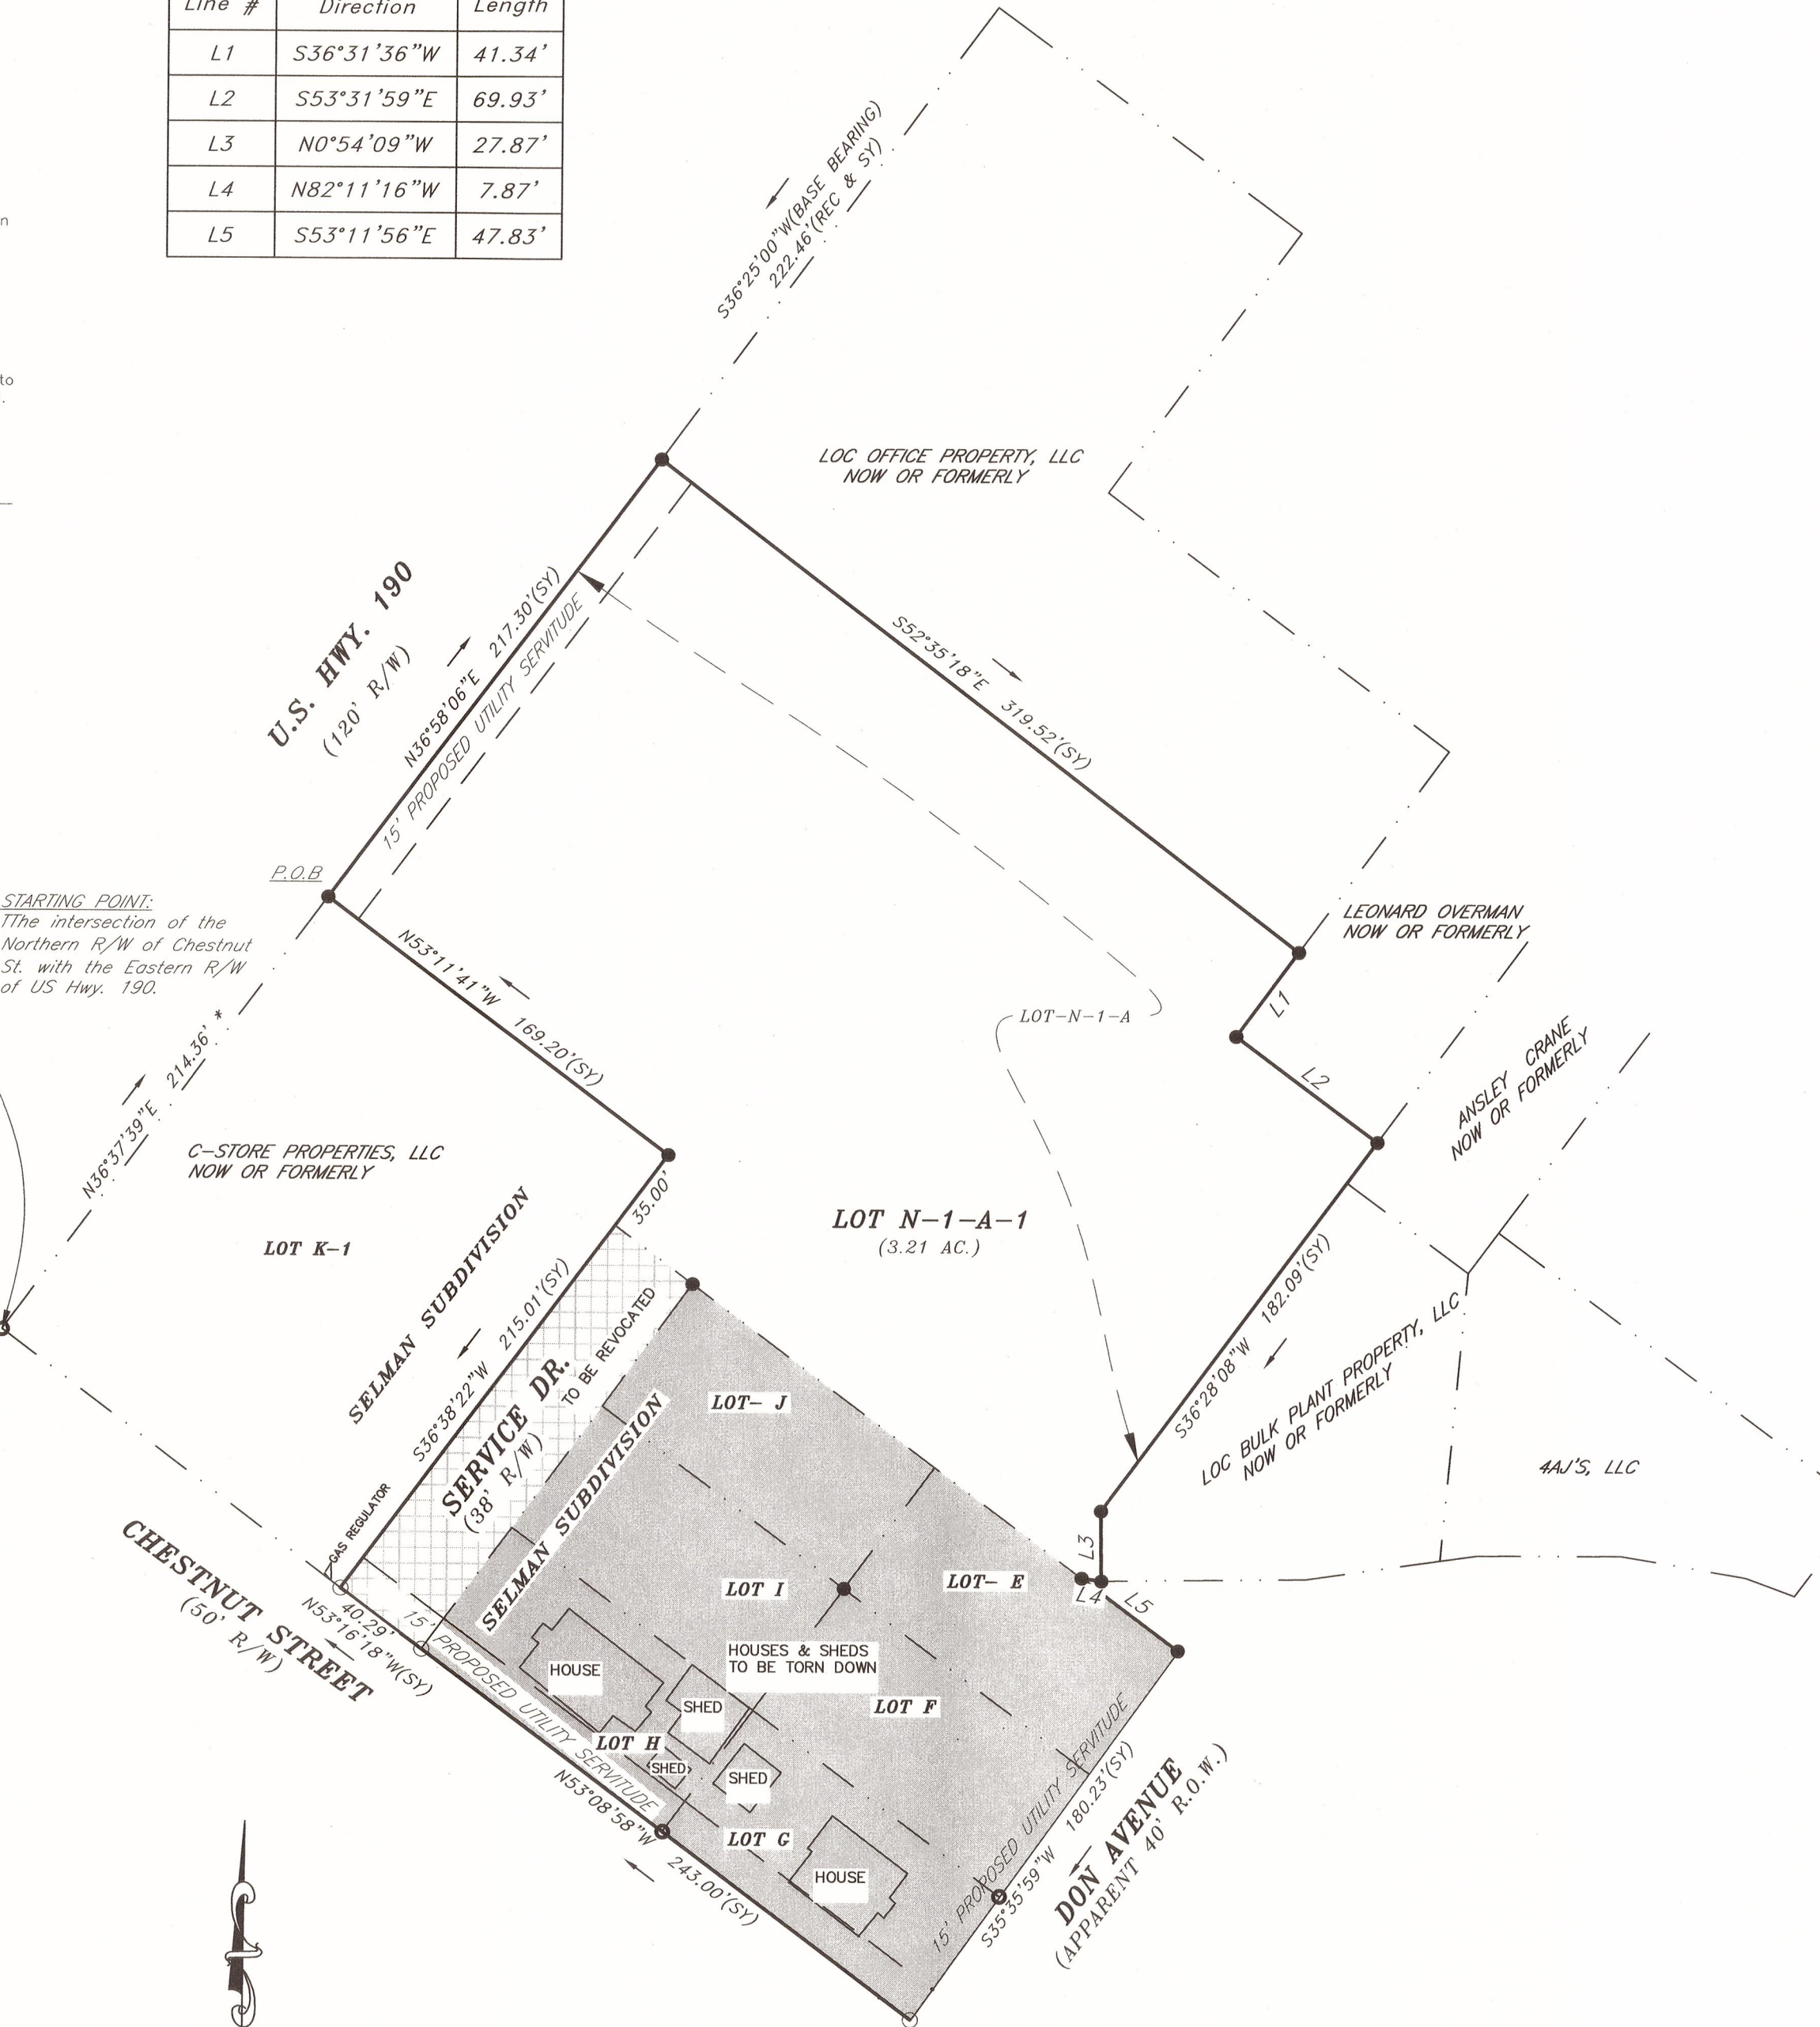 Line # Direction Length
L1 S36°31'36"W 41.34'
L2 S53°31'59"E 69.93'
L3 N0°54'09"W 27.87'
L4 N82°11'16"W 7.87'
L5 S53°11'56"E 47.83'
n
to
.
S36°25'00"W(BASE BEARING)
222.46'(REC & SY)
LOC OFFICE PROPERTY, LLC
NOW OR FORMERLY
U.S. HWY. 190
(120' R/W)
N36°58'06"E 217.30'(SY)
15' PROPOSED UTILITY SERVITUDE
S52°35'18"E 319.52'(SY)
P.O.B
STARTING POINT:
TThe intersection of the
Northern R/W of Chestnut
St. with the Eastern R/W
of US Hwy. 190.
LEONARD OVERMAN
NOW OR FORMERLY
N53°11'41"W 169.20'(SY)
LOT-N-1-A
L1
L2
ANSLEY CRANE
NOW OR FORMERLY
N36°37'39"E 214.36' *
C-STORE PROPERTIES, LLC
NOW OR FORMERLY
LOT K-1
SELMAN SUBDIVISION
35.00'
LOT N-1-A-1
(3.21 AC.)
S36°38'22"W 215.01'(SY)
SERVICE DR.
(38' R/W)
TO BE REVOCATED
S36°28'08"W 182.09'(SY)
LOC BULK PLANT PROPERTY, LLC
NOW OR FORMERLY
4AJ'S, LLC
LOT- J
SELMAN SUBDIVISION
GAS REGULATOR
CHESTNUT STREET
(50' R/W)
40.29'
N53°16'18"W(SY)
L3
L4
L5
LOT I
LOT- E
HOUSES & SHEDS
TO BE TORN DOWN
HOUSE
SHED
LOT F
LOT H
SHED
SHED
15' PROPOSED UTILITY SERVITUDE
N53°08'58"W 243.00'(SY)
LOT G
HOUSE
15' PROPOSED UTILITY SERVITUDE
S35°35'59"W 180.23'(SY)
DON AVENUE
(APPARENT 40' R.O.W.)